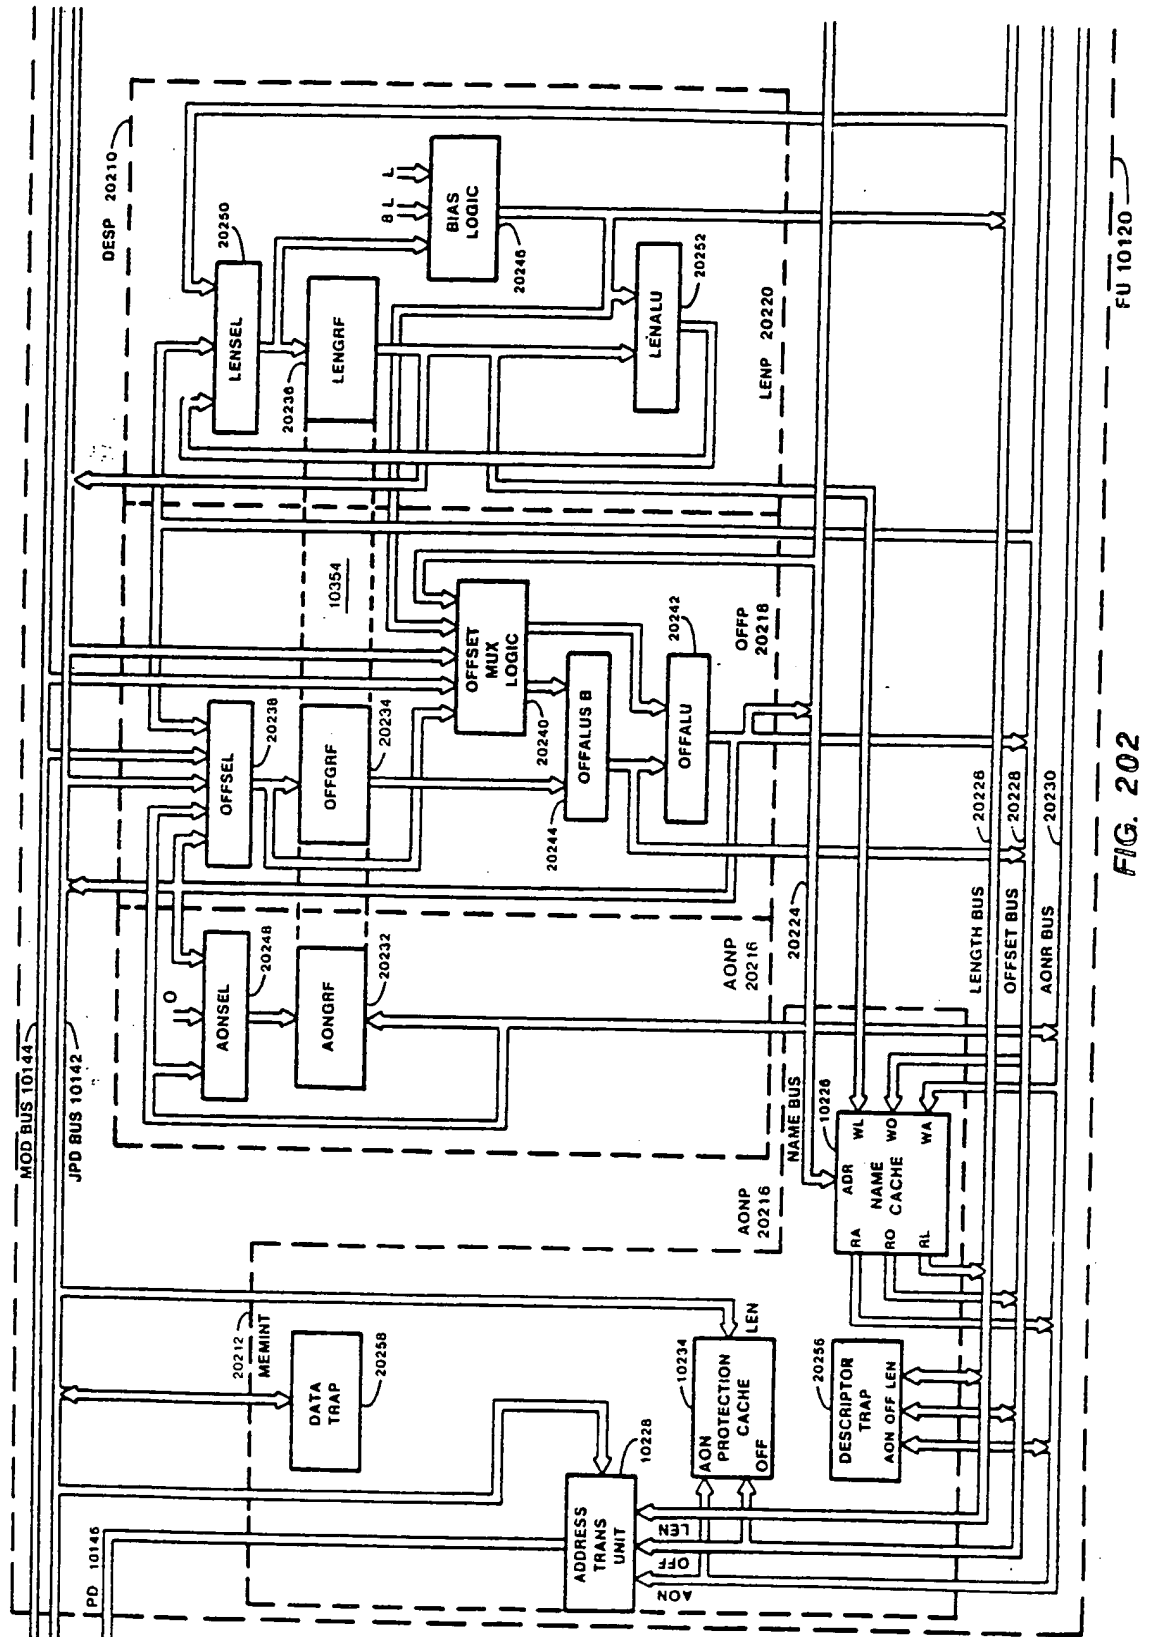 MOD BUS 10144
JPD BUS 10142
PD 10146
20212
MEMINT
DATA
TRAP
20258
ADDRESS
TRANS
UNIT
10228
AON
OFF
LEN
AON
PROTECTION
CACHE
OFF
LEN
10234
DESCRIPTOR
TRAP
AON OFF LEN
20256
AONP
20216
NAME BUS
ADR
NAME
CACHE
RA
RO
RL
WL
WO
WA
10226
O
AONSEL
20248
AONGRF
20232
AONP
20216
20224
LENGTH BUS
20226
OFFSET BUS
20228
AONR BUS
20230
OFFSEL
20238
OFFGRF
20234
10354
OFFSET
MUX
LOGIC
20240
OFFALUS B
20244
OFFALU
20242
OFFP
20218
DESP 20210
LENSEL
20250
LENGRF
20236
BIAS
LOGIC
8L
L
20246
LENALU
20252
LENP 20220
FU 10120
FIG. 202